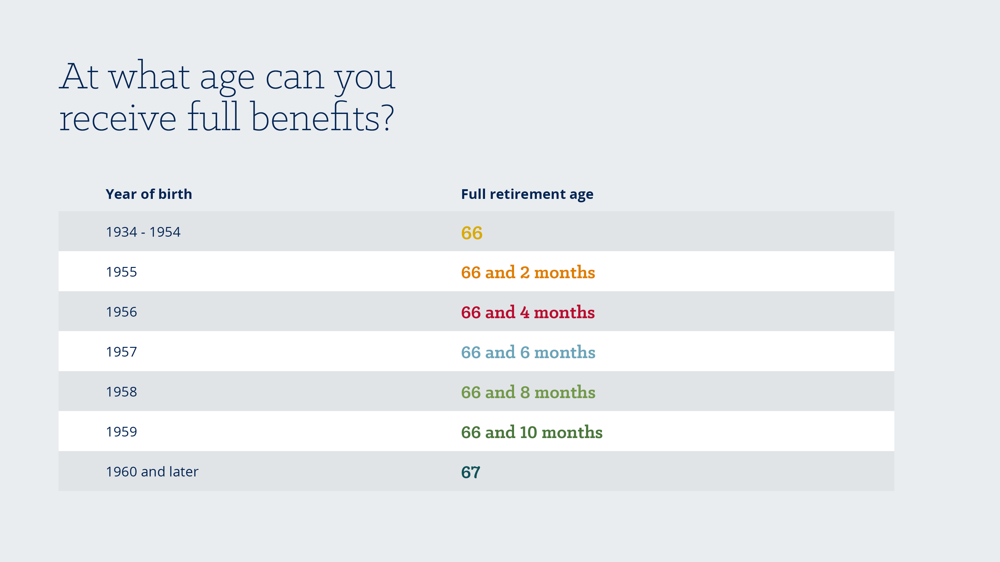 At what age can you
receive full benefits?
Year of birth Full retirement age
1934 - 1954 66
1955 66 and 2 months
1956 66 and 4 months
1957 66 and 6 months
1958 66 and 8 months
1959 66 and 10 months
1960 and later 67